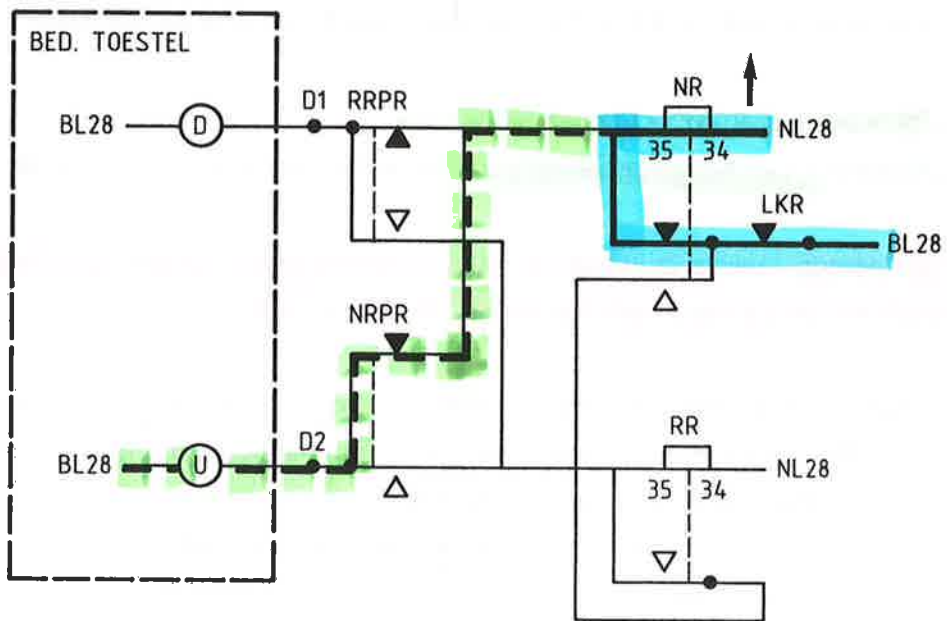 BED. TOESTEL
NR
D1 RRPR
BL28 D NL28
35 34
LKR
BL28
NRPR
D2 RR
BL28 U NL28
35 34